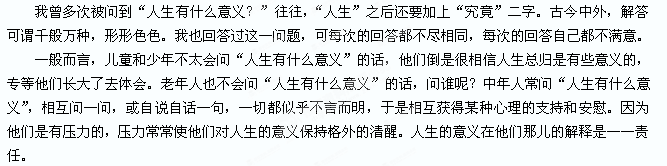 我曾多次被问到“人生有什么意义？”往往，“人生”之后还要加上“究竟”二字。古今中外，解答
可谓千般万种，形形色色。我也回答过这一问题，可每次的回答都不尽相同，每次的回答自己都不满意。
一般而言，儿童和少年不太会问“人生有什么意义”的话，他们倒是很相信人生总归是有些意义的，
专等他们长大了去体会。老年人也不会问“人生有什么意义”的话，问谁呢？中年人常问“人生有什么意
义”，相互问一问，或自说自话一句，一切都似乎不言而明，于是相互获得某种心理的支持和安慰。因为
他们是有压力的，压力常常使他们对人生的意义保持格外的清醒。人生的意义在他们那儿的解释是一一责
任。